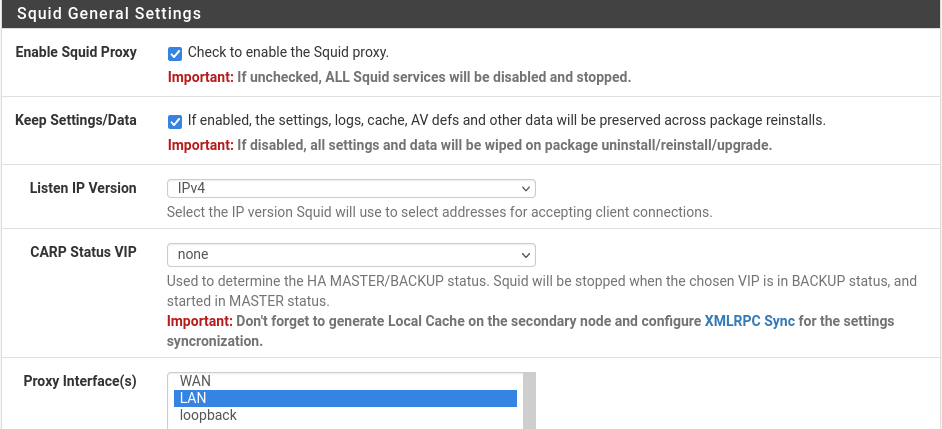 Squid General Settings
Enable Squid Proxy
Check to enable the Squid proxy.
Important: If unchecked, ALL Squid services will be disabled and stopped.
Keep Settings/Data
If enabled, the settings, logs, cache, AV defs and other data will be preserved across package reinstalls.
Important: If disabled, all settings and data will be wiped on package uninstall/reinstall/upgrade.
Listen IP Version
IPv4
Select the IP version Squid will use to select addresses for accepting client connections.
CARP Status VIP
none
Used to determine the HA MASTER/BACKUP status. Squid will be stopped when the chosen VIP is in BACKUP status, and
started in MASTER status.
Important: Don't forget to generate Local Cache on the secondary node and configure XMLRPC Sync for the settings
syncronization.
Proxy Interface(s)
WAN
LAN
loopback